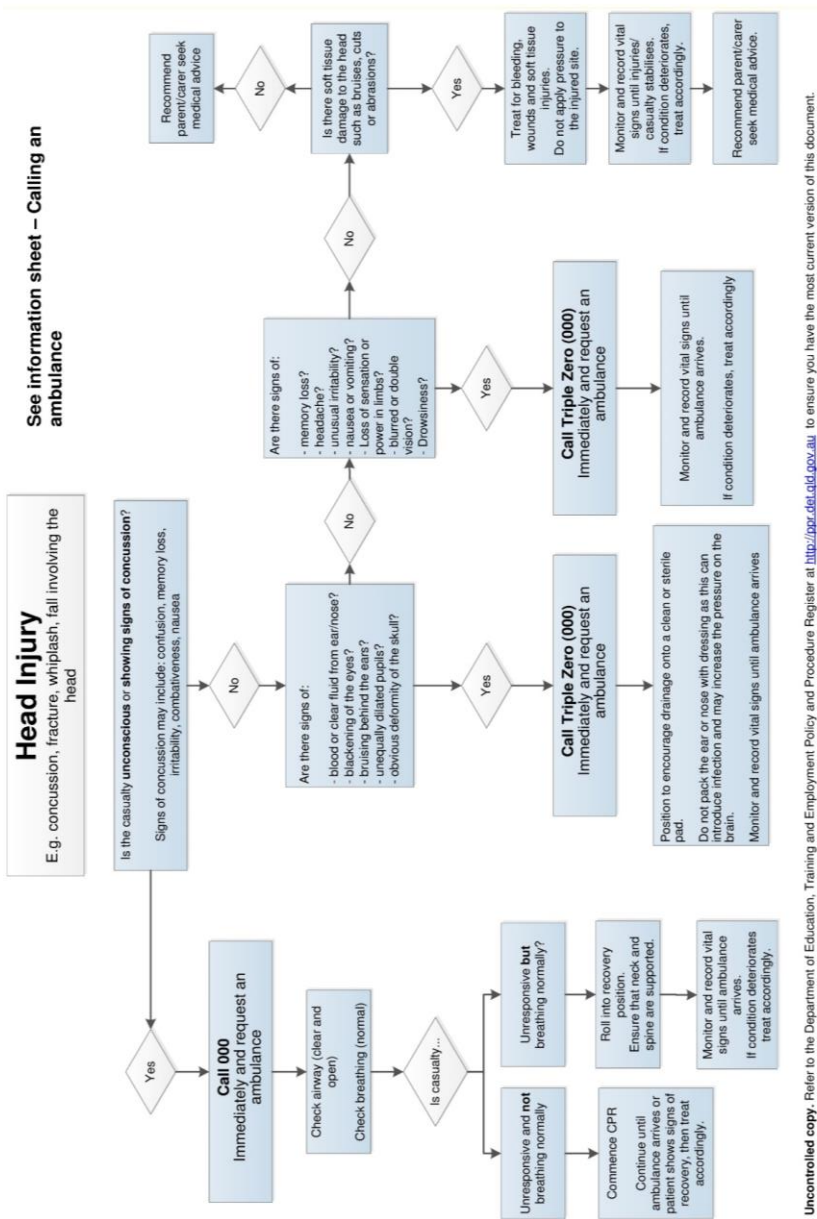 Head Injury
E.g. concussion, fracture, whiplash, fall involving the
head
See information sheet – Calling an
ambulance
Is the casually unconscious or showing signs of concussion?
Signs of concussion may include: confusion, memory loss,
irritability, combativeness, nausea
Yes
Call 000
Immediately and request an
ambulance
Check airway (clear and
open)
Check breathing (normal)
Is casualty...
Unresponsive and not
breathing normally
Commence CPR
Continue until
ambulance arrives or
patient shows signs of
recovery, then treat
accordingly.
Unresponsive but
breathing normally?
Roll into recovery
position.
Ensure that neck and
spine are supported.
Monitor and record vital
signs until ambulance
arrives.
If condition deteriorates
treat accordingly.
No
Are there signs of:
- blood or clear fluid from ear/nose?
- blackening of the eyes?
- bruising behind the ears?
- unequally dilated pupils?
- obvious deformity of the skull?
Yes
Call Triple Zero (000)
Immediately and request an
ambulance
Position to encourage drainage onto a clean or sterile
pad.
Do not pack the ear or nose with dressing as this can
introduce infection and may increase the pressure on the
brain.
Monitor and record vital signs until ambulance arrives
No
Are there signs of:
- memory loss?
- headache?
- unusual irritability?
- nausea or vomiting?
- Loss of sensation or
power in limbs?
- blurred or double
vision?
- Drowsiness?
Yes
Call Triple Zero (000)
Immediately and request an
ambulance
Monitor and record vital signs until
ambulance arrives.
If condition deteriorates, treat accordingly
No
Is there soft tissue
damage to the head
such as bruises, cuts
or abrasions?
No
Recommend
parent/carer seek
medical advice
Yes
Treat for bleeding,
wounds and soft tissue
injuries.
Do not apply pressure to
the injured site.
Monitor and record vital
signs until injuries/
casualty stabilises.
If condition deteriorates,
treat accordingly.
Recommend parent/carer
seek medical advice.
Uncontrolled copy. Refer to the Department of Education, Training and Employment Policy and Procedure Register at http://ppr.det.qld.gov.au to ensure you have the most current version of this document.